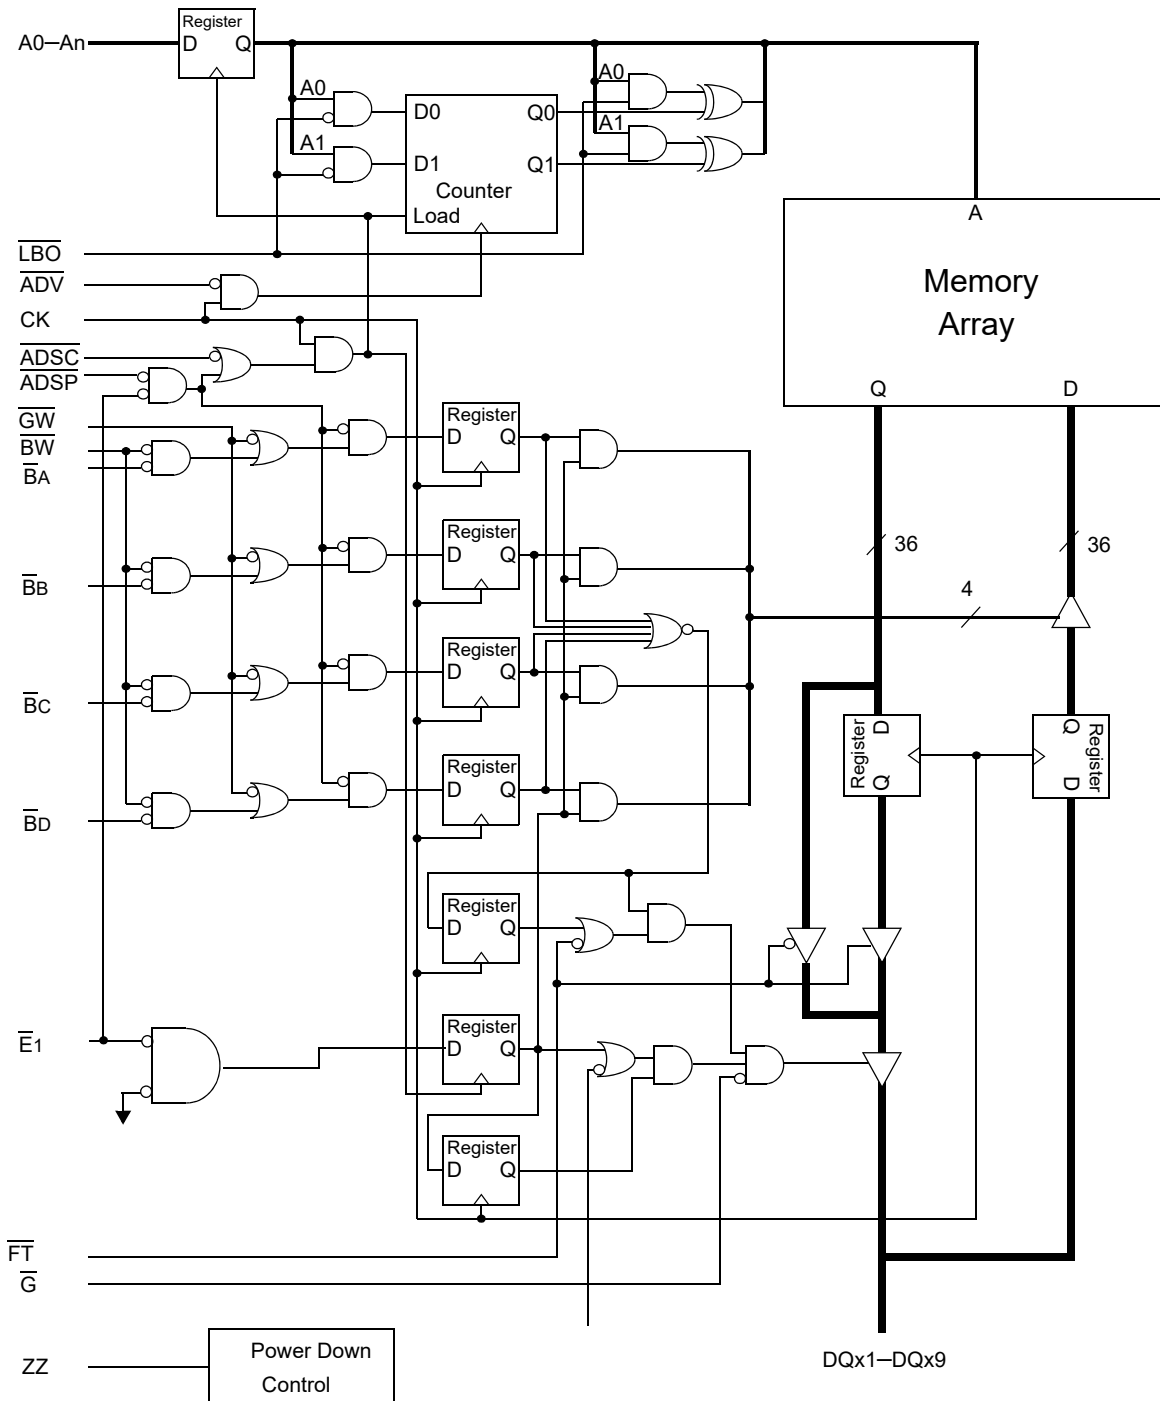 Register
A0–An
D Q
A0
A0
D0
Q0
A1
A1
D1
Q1
Counter
Load
A
LBO
ADV
Memory
Array
CK
ADSC
ADSP
Q
D
GW
Register
BW
D Q
BA
Register
36
36
D Q
BB
4
Register
D Q
BC
Register
D
Q
Register
Q
D
Register
D Q
BD
Register
D Q
Register
E1
D Q
Register
D Q
FT
G
Power Down
Control
ZZ
DQx1–DQx9